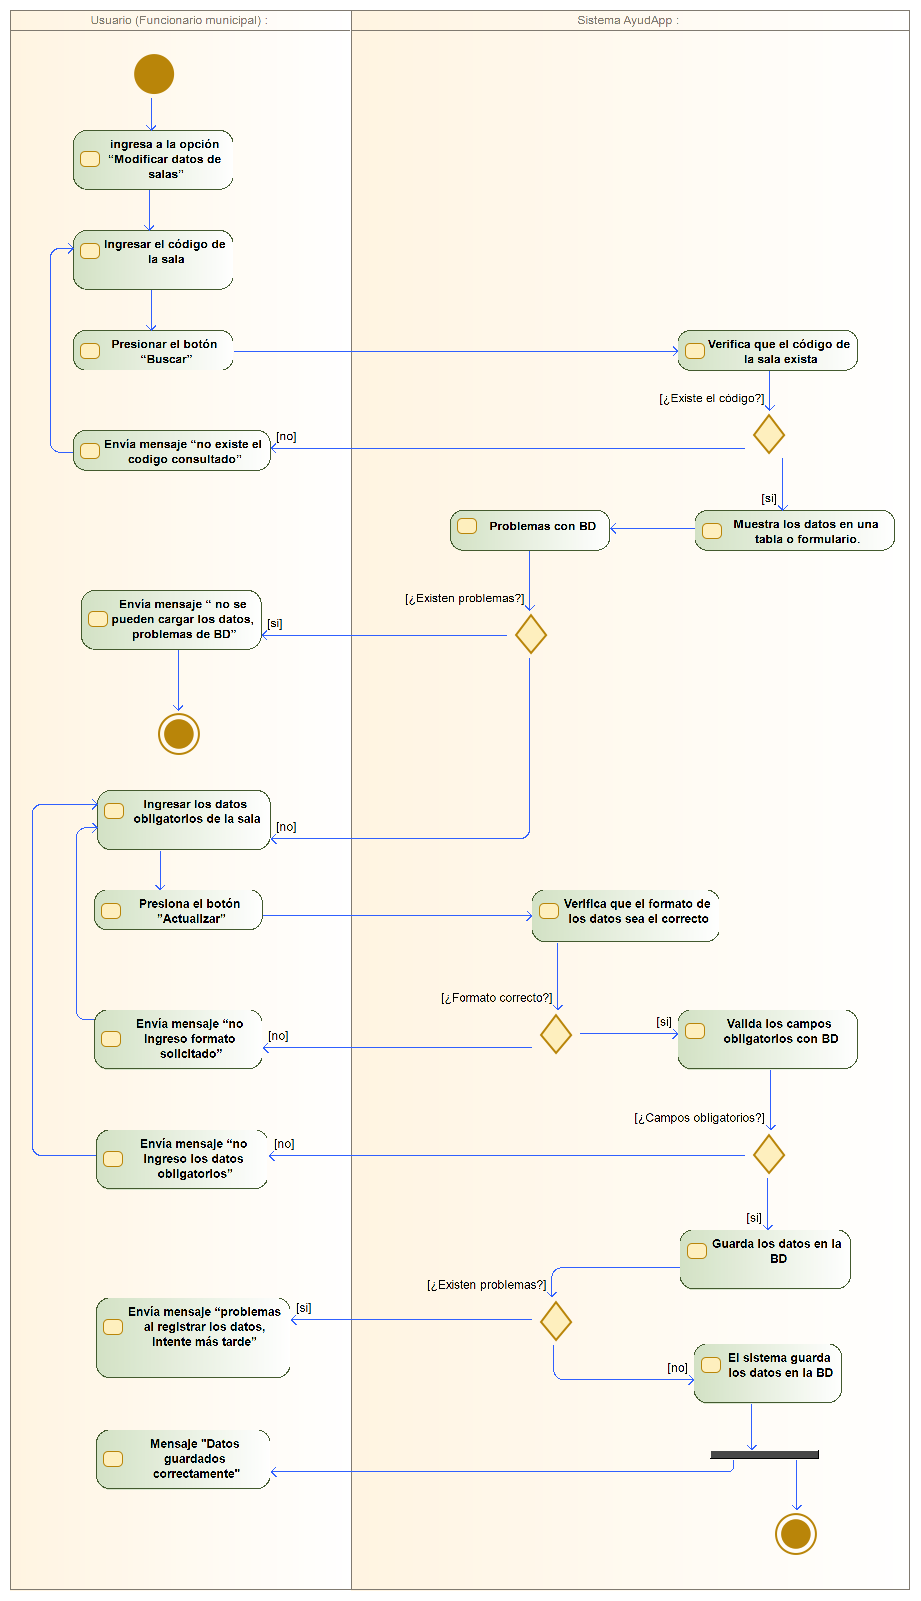 Usuario (Funcionario municipal) :
Sistema AyudApp :
ingresa a la opción
“Modificar datos de
salas”
Ingresar el código de
la sala
Presionar el botón
“Buscar”
Verifica que el código de
la sala exista
[¿Existe el código?]
[no]
Envía mensaje “no existe el
codigo consultado”
[si]
Muestra los datos en una
tabla o formulario.
Problemas con BD
[¿Existen problemas?]
[si]
Envía mensaje “ no se
pueden cargar los datos,
problemas de BD”
Ingresar los datos
obligatorios de la sala
[no]
Presiona el botón
”Actualizar”
Verifica que el formato de
los datos sea el correcto
[¿Formato correcto?]
[no]
[si]
Envía mensaje “no
ingreso formato
solicitado”
Valida los campos
obligatorios con BD
[¿Campos obligatorios?]
[no]
Envía mensaje “no
ingreso los datos
obligatorios”
[si]
Guarda los datos en la
BD
[¿Existen problemas?]
[si]
Envía mensaje “problemas
al registrar los datos,
intente más tarde”
[no]
El sistema guarda
los datos en la BD
Mensaje "Datos
guardados
correctamente"